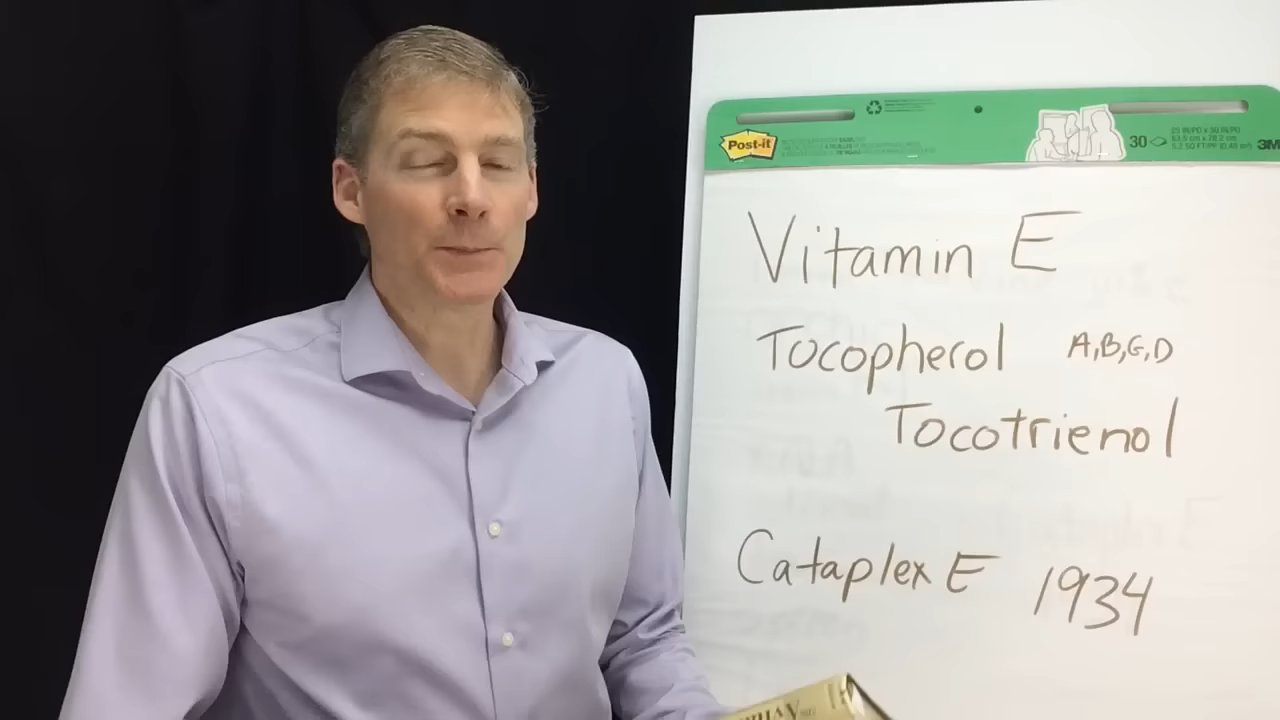 Post-it
30
3M
Vitamin E
Tocopherol A,B,G,D
Tocotrienol
Cataplex E 1934